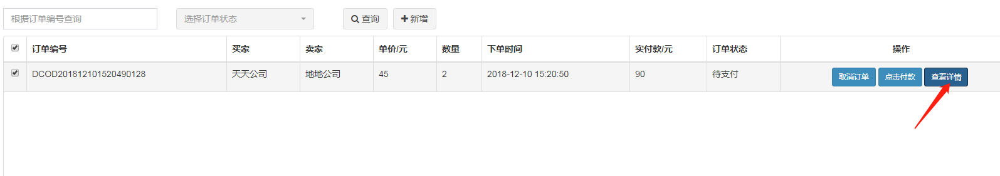 根据订单编号查询 选择订单状态 查询 新增
订单编号 买家 卖家 单价/元 数量 下单时间 实付款/元 订单状态 操作
DCOD201812101520490128 天天公司 地地公司 45 2 2018-12-10 15:20:50 90 待支付 取消订单 点击付款 查看详情